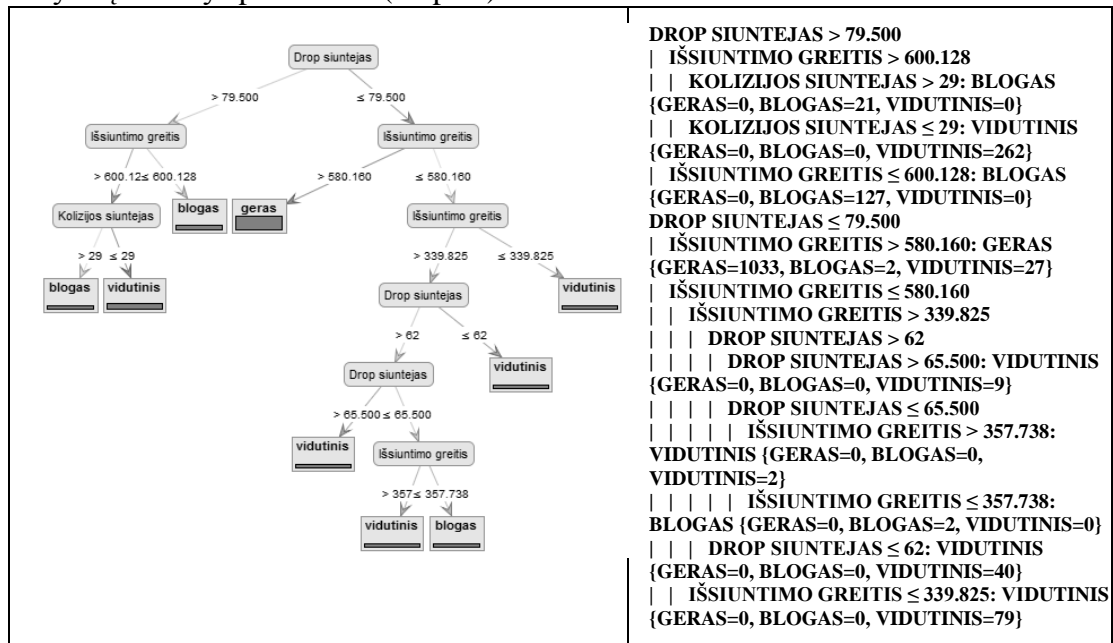 Drop siuntejas
> 79.500
≤ 79.500
Išsiuntimo greitis
Išsiuntimo greitis
> 600.12≤ 600.128
> 580.160
≤ 580.160
Kolizijos siuntejas
blogas
geras
Išsiuntimo greitis
> 29
≤ 29
> 339.825
≤ 339.825
blogas
vidutinis
Drop siuntejas
vidutinis
> 62
≤ 62
Drop siuntejas
vidutinis
> 65.500 ≤ 65.500
vidutinis
Išsiuntimo greitis
> 357≤ 357.738
vidutinis
blogas
DROP SIUNTEJAS > 79.500
| IŠSIUNTIMO GREITIS > 600.128
| | KOLIZIJOS SIUNTEJAS > 29: BLOGAS
{GERAS=0, BLOGAS=21, VIDUTINIS=0}
| | KOLIZIJOS SIUNTEJAS ≤ 29: VIDUTINIS
{GERAS=0, BLOGAS=0, VIDUTINIS=262}
| IŠSIUNTIMO GREITIS ≤ 600.128: BLOGAS
{GERAS=0, BLOGAS=127, VIDUTINIS=0}
DROP SIUNTEJAS ≤ 79.500
| IŠSIUNTIMO GREITIS > 580.160: GERAS
{GERAS=1033, BLOGAS=2, VIDUTINIS=27}
| IŠSIUNTIMO GREITIS ≤ 580.160
| | IŠSIUNTIMO GREITIS > 339.825
| | | DROP SIUNTEJAS > 62
| | | | DROP SIUNTEJAS > 65.500: VIDUTINIS
{GERAS=0, BLOGAS=0, VIDUTINIS=9}
| | | | DROP SIUNTEJAS ≤ 65.500
| | | | | IŠSIUNTIMO GREITIS > 357.738:
VIDUTINIS {GERAS=0, BLOGAS=0,
VIDUTINIS=2}
| | | | | IŠSIUNTIMO GREITIS ≤ 357.738:
BLOGAS {GERAS=0, BLOGAS=2, VIDUTINIS=0}
| | | DROP SIUNTEJAS ≤ 62: VIDUTINIS
{GERAS=0, BLOGAS=0, VIDUTINIS=40}
| | IŠSIUNTIMO GREITIS ≤ 339.825: VIDUTINIS
{GERAS=0, BLOGAS=0, VIDUTINIS=79}